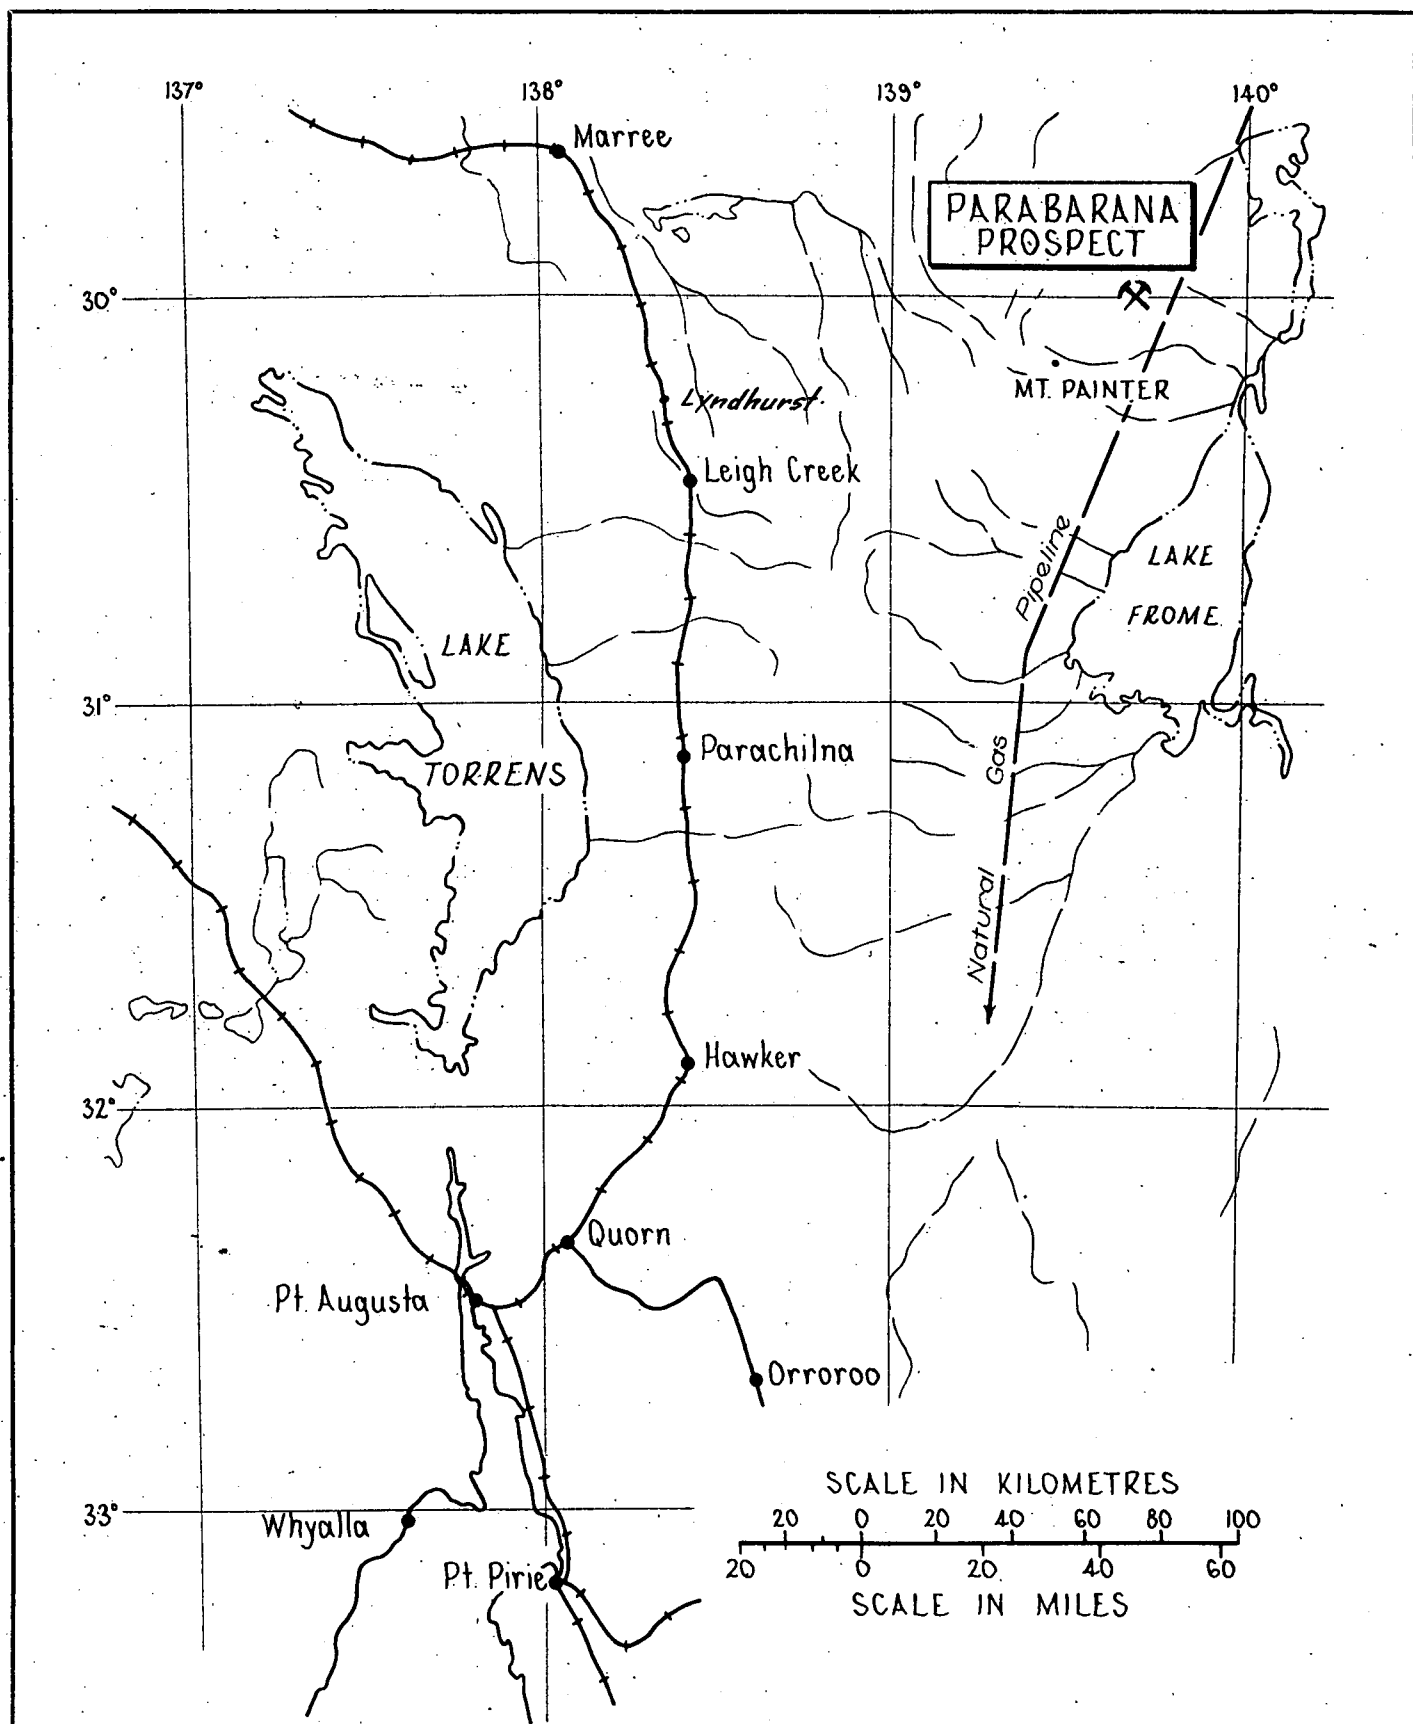 137° 138° 139° 140°
Marree
PARABARANA
PROSPECT
30°
MT. PAINTER
Lyndhurst.
Leigh Creek
Pipeline
LAKE
FROME
LAKE
31°
Parachilna
Gas
TORRENS
Natural
Hawker
32°
Quorn
Pt. Augusta
Orroroo
SCALE IN KILOMETRES
33°
20 0 20 40 60 80 100
Whyalla
20 0 20 40 60
Pt. Pirie
SCALE IN MILES